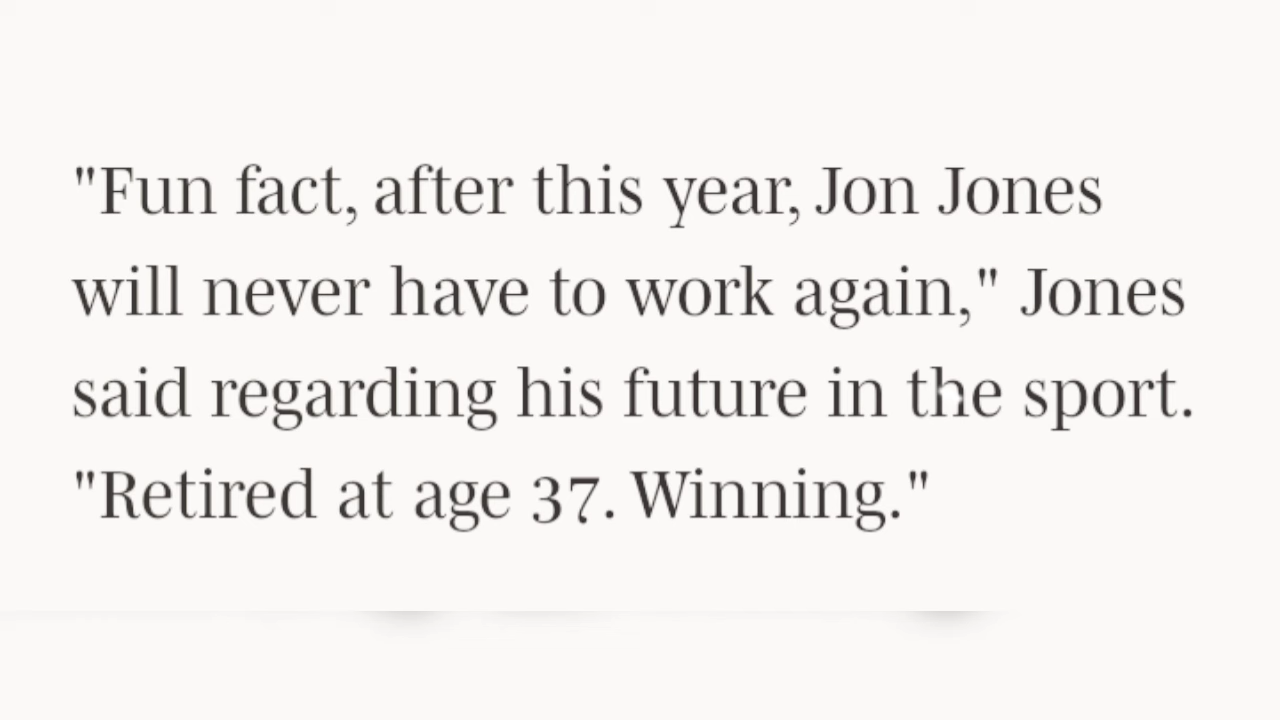 "Fun fact, after this year, Jon Jones
will never have to work again," Jones
said regarding his future in the sport.
"Retired at age 37. Winning."